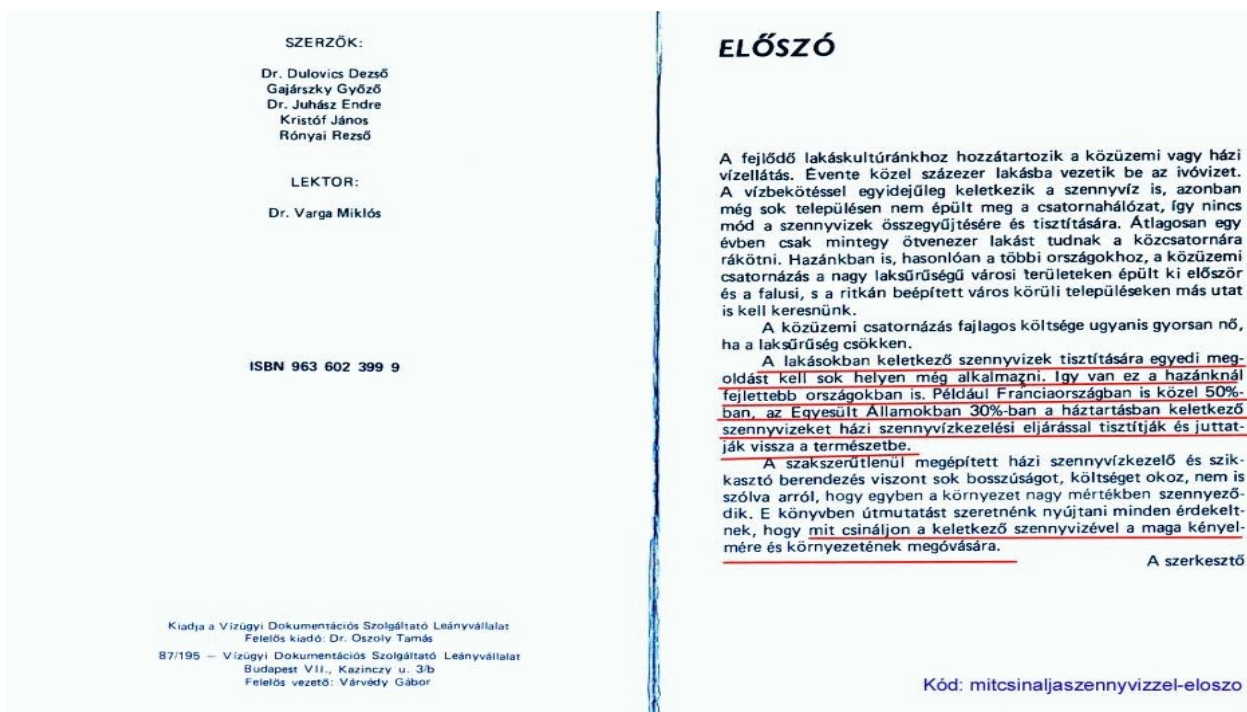 SZERZŐK:
Dr. Dulovics Dezső
Gajárszky Győző
Dr. Juhász Endre
Kristóf János
Rónyai Rezső
LEKTOR:
Dr. Varga Miklós
ISBN 963 602 399 9
Kiadja a Vízügyi Dokumentációs Szolgáltató Leányvállalat
Felelős kiadó: Dr. Oszoly Tamás
87/195 — Vízügyi Dokumentációs Szolgáltató Leányvállalat
Budapest VII., Kazinczy u. 3/b
Felelős vezető: Várvédy Gábor
ELŐSZÓ
A fejlődő lakáskultúránkhoz hozzátartozik a közüzemi vagy házi
vízellátás. Évente közel százezer lakásba vezetik be az ivóvizet.
A vízbekötéssel egyidejűleg keletkezik a szennyvíz is, azonban
még sok településen nem épült meg a csatornahálózat, így nincs
mód a szennyvizek összegyűjtésére és tisztítására. Átlagosan egy
évben csak mintegy ötvenezer lakást tudnak a közcsatornára
rákötni. Hazánkban is, hasonlóan a többi országokhoz, a közüzemi
csatornázás a nagy laksűrűségű városi területeken épült ki először
és a falusi, s a ritkán beépített város körüli településeken más utat
is kell keresnünk.
A közüzemi csatornázás fajlagos költsége ugyanis gyorsan nő,
ha a laksűrűség csökken.
A lakásokban keletkező szennyvizek tisztítására egyedi meg-
oldást kell sok helyen még alkalmazni. Igy van ez a hazánknál
fejlettebb országokban is. Például Franciaországban is közel 50%-
ban, az Egyesült Államokban 30%-ban a háztartásban keletkező
szennyvizeket házi szennyvízkezelési eljárással tisztítják és juttat-
ják vissza a természetbe.
A szakszerűtlenül megépített házi szennyvízkezelő és szik-
kasztó berendezés viszont sok bosszúságot, költséget okoz, nem is
szólva arról, hogy egyben a környezet nagy mértékben szennyező-
dik. E könyvben útmutatást szeretnénk nyújtani minden érdekelt-
nek, hogy mit csináljon a keletkező szennyvizével a maga kényel-
mére és környezetének megóvására.
A szerkesztő
Kód: mitcsinaljaszennyvizzel-eloszo